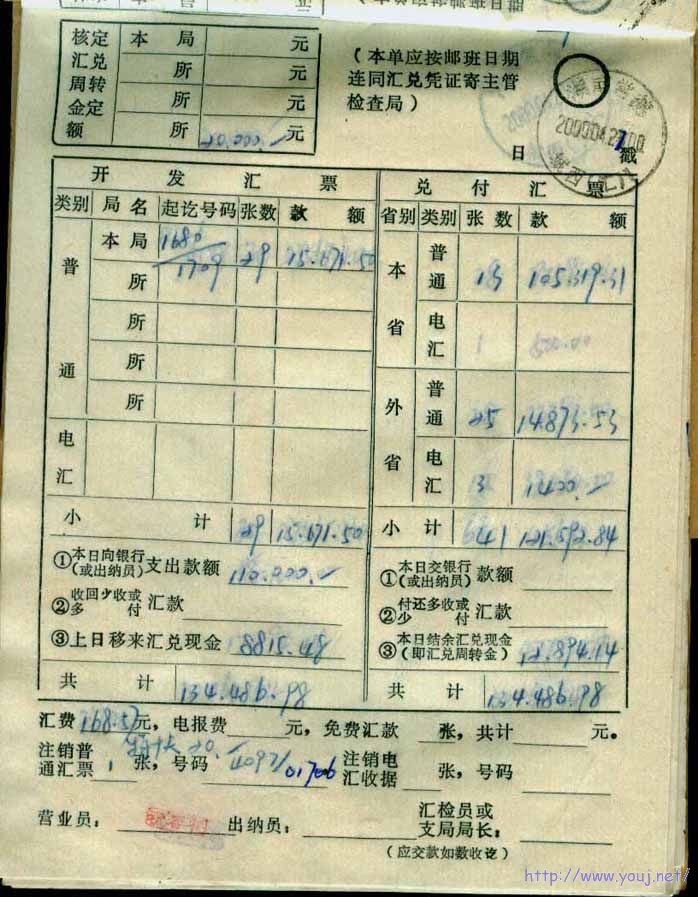 核定汇兑周转金定额
本 局 元
所 元
所 元
所 20.000.- 元
(本单应按邮班日期
连同汇兑凭证寄主管
检查局)
2000.04.27.00
日 戳
开 发 汇 票
类别 局名 起讫号码 张数 款 额
普通 本局 1680/1709 29 15.671.50
所
所
所
所
电汇
小 计 29 15.671.50
①本日向银行(或出纳员)支出款额 110.000.-
②收回少收或多付汇款
③上日移来汇兑现金 8815.48
共 计 134.486.98
兑 付 汇 票
省别 类别 张数 款 额
本省 普通 13 105.319.31
电汇 1
外省 普通 25 14873.53
电汇 3 1400.-
小 计 41 121.592.84
①本日交银行(或出纳员)款额
②付还多收或少付汇款
③本日结余汇兑现金(即汇兑周转金) 12.894.14
共 计 134.486.98
汇费168.57元,电报费 元,免费汇款 张,共计 元。
注销普通汇票 1 张,号码 01706 注销电汇收据 张,号码
营业员: 出纳员: 汇检员或支局局长:
(应交款如数收讫)
http://www.youj.net/